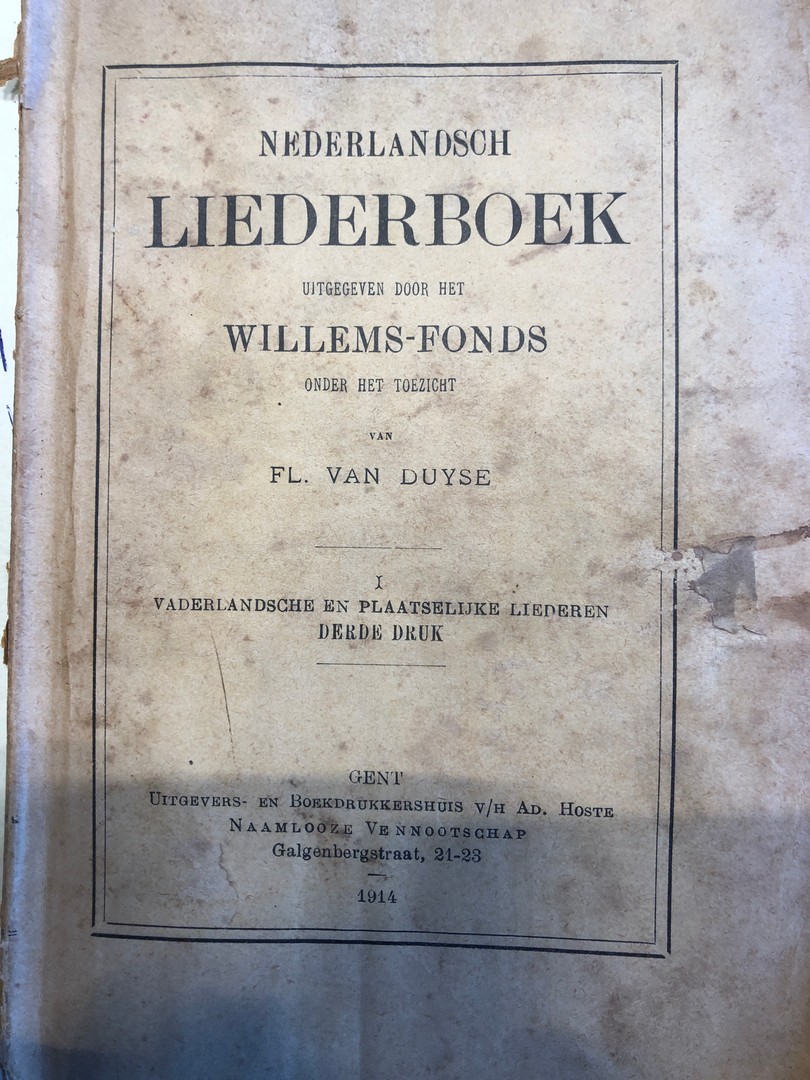 NEDERLANDSCH
LIEDERBOEK
UITGEGEVEN DOOR HET
WILLEMS-FONDS
ONDER HET TOEZICHT
VAN
FL. VAN DUYSE
I
VADERLANDSCHE EN PLAATSELIJKE LIEDEREN
DERDE DRUK
GENT
UITGEVERS- EN BOEKDRUKKERSHUIS V/H AD. HOSTE
NAAMLOOZE VENNOOTSCHAP
Galgenbergstraat, 21-23
1914